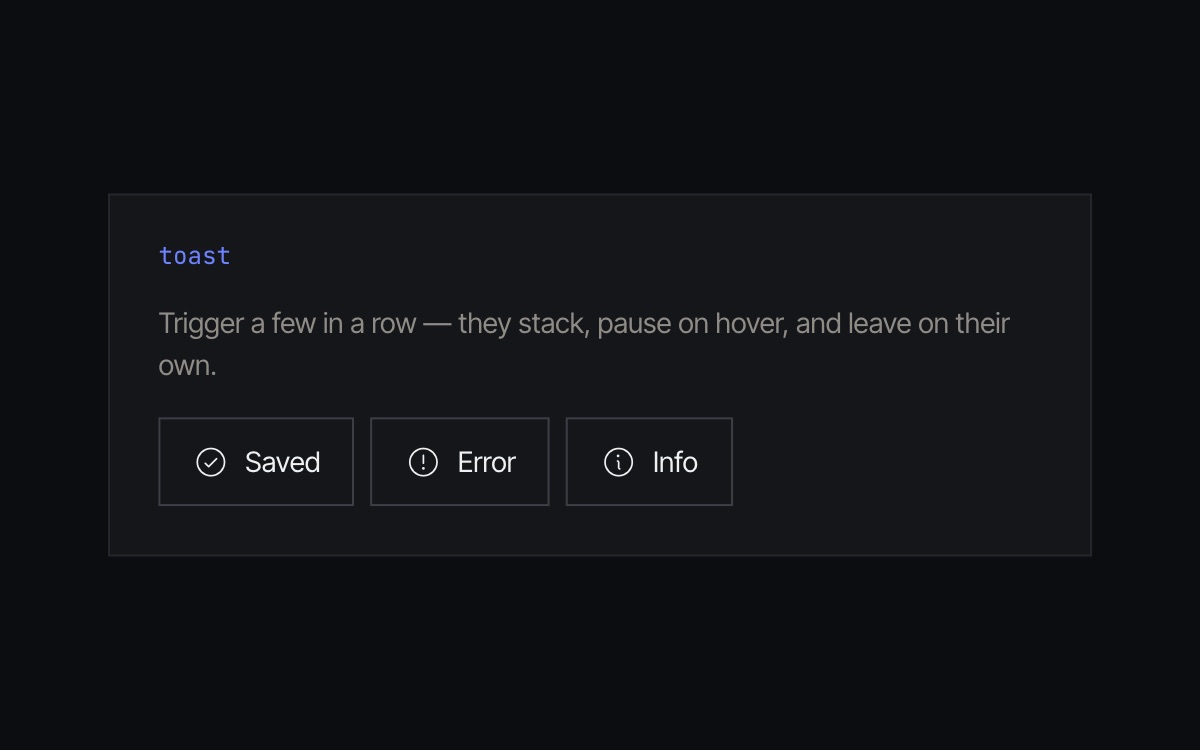 toast
Trigger a few in a row — they stack, pause on hover, and leave on their
own.
Saved
Error
Info